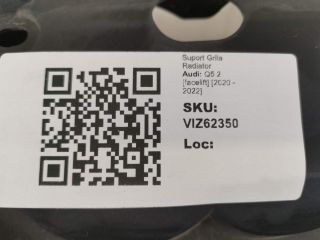 Suport Grila
Radiator
Audi: Q5 2
[facelift] [2020 -
2022]
SKU:
VIZ62350
Loc: